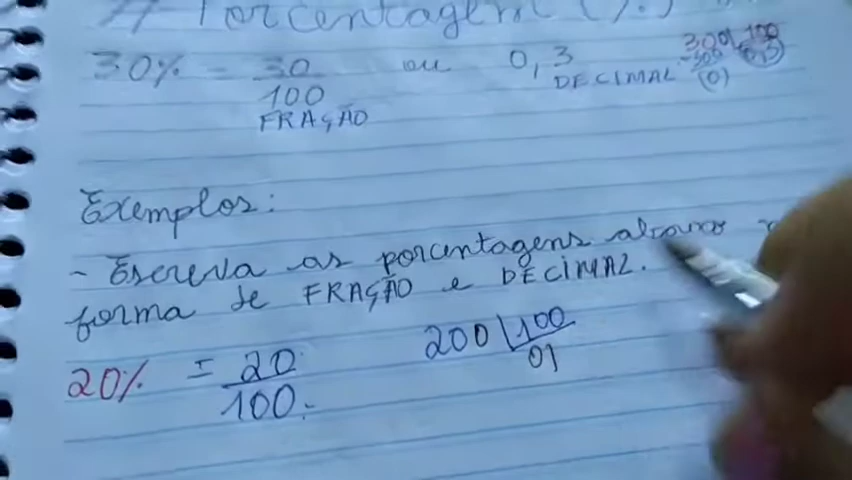 Porcentagem (%)
30% = 30/100 ou 0,3
FRAÇÃO
DECIMAL
300 | 100
-300 0,3
(0)
Exemplos:
- Escreva as porcentagens abaixo
forma de FRAÇÃO e DECIMAL.
20% = 20/100
200 | 100
0,